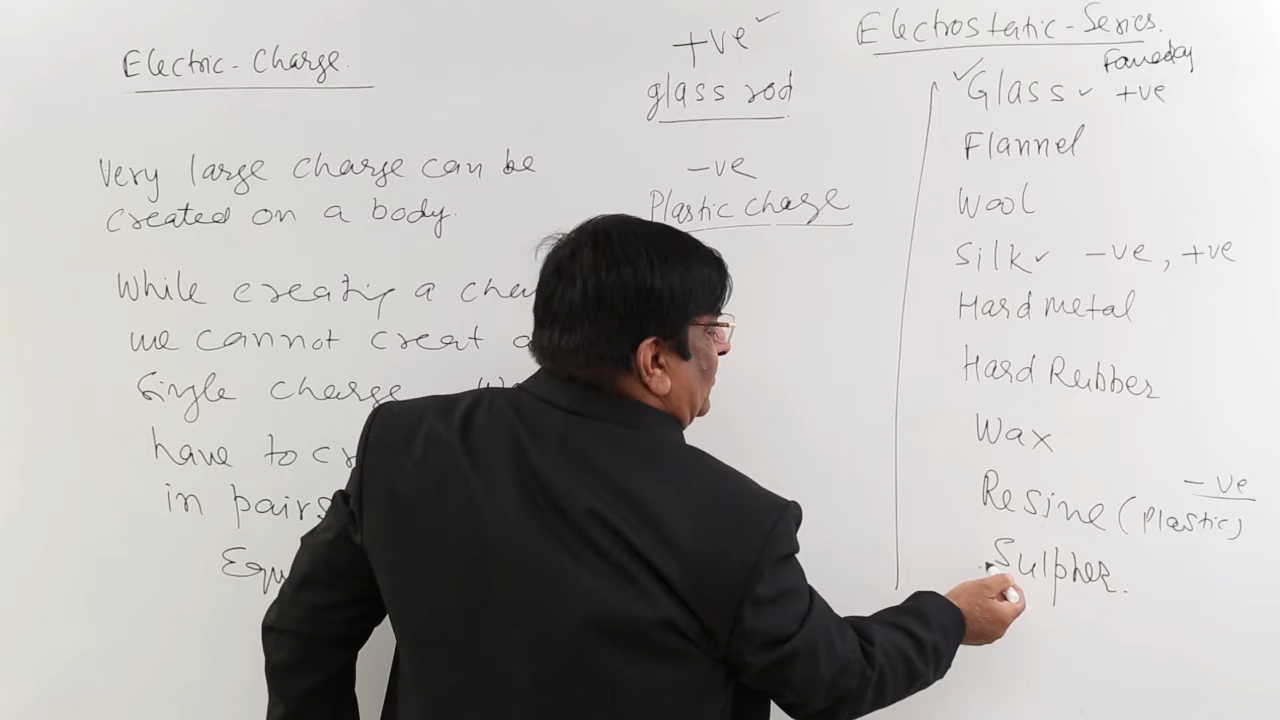 Electric-Charge.
Very large charge can be
created on a body.
While creating a
we cannot creat
Single charge
have to
in pairs
+ve ✓
glass rod
-ve
Plastic charge
Electrostatic-Series.
✓ Glass ✓ +ve
Flannel
Wool
Silk ✓ -ve, +ve
Hard metal
Hard Rubber
Wax
-ve
Resine (Plastic)
Sulpher.